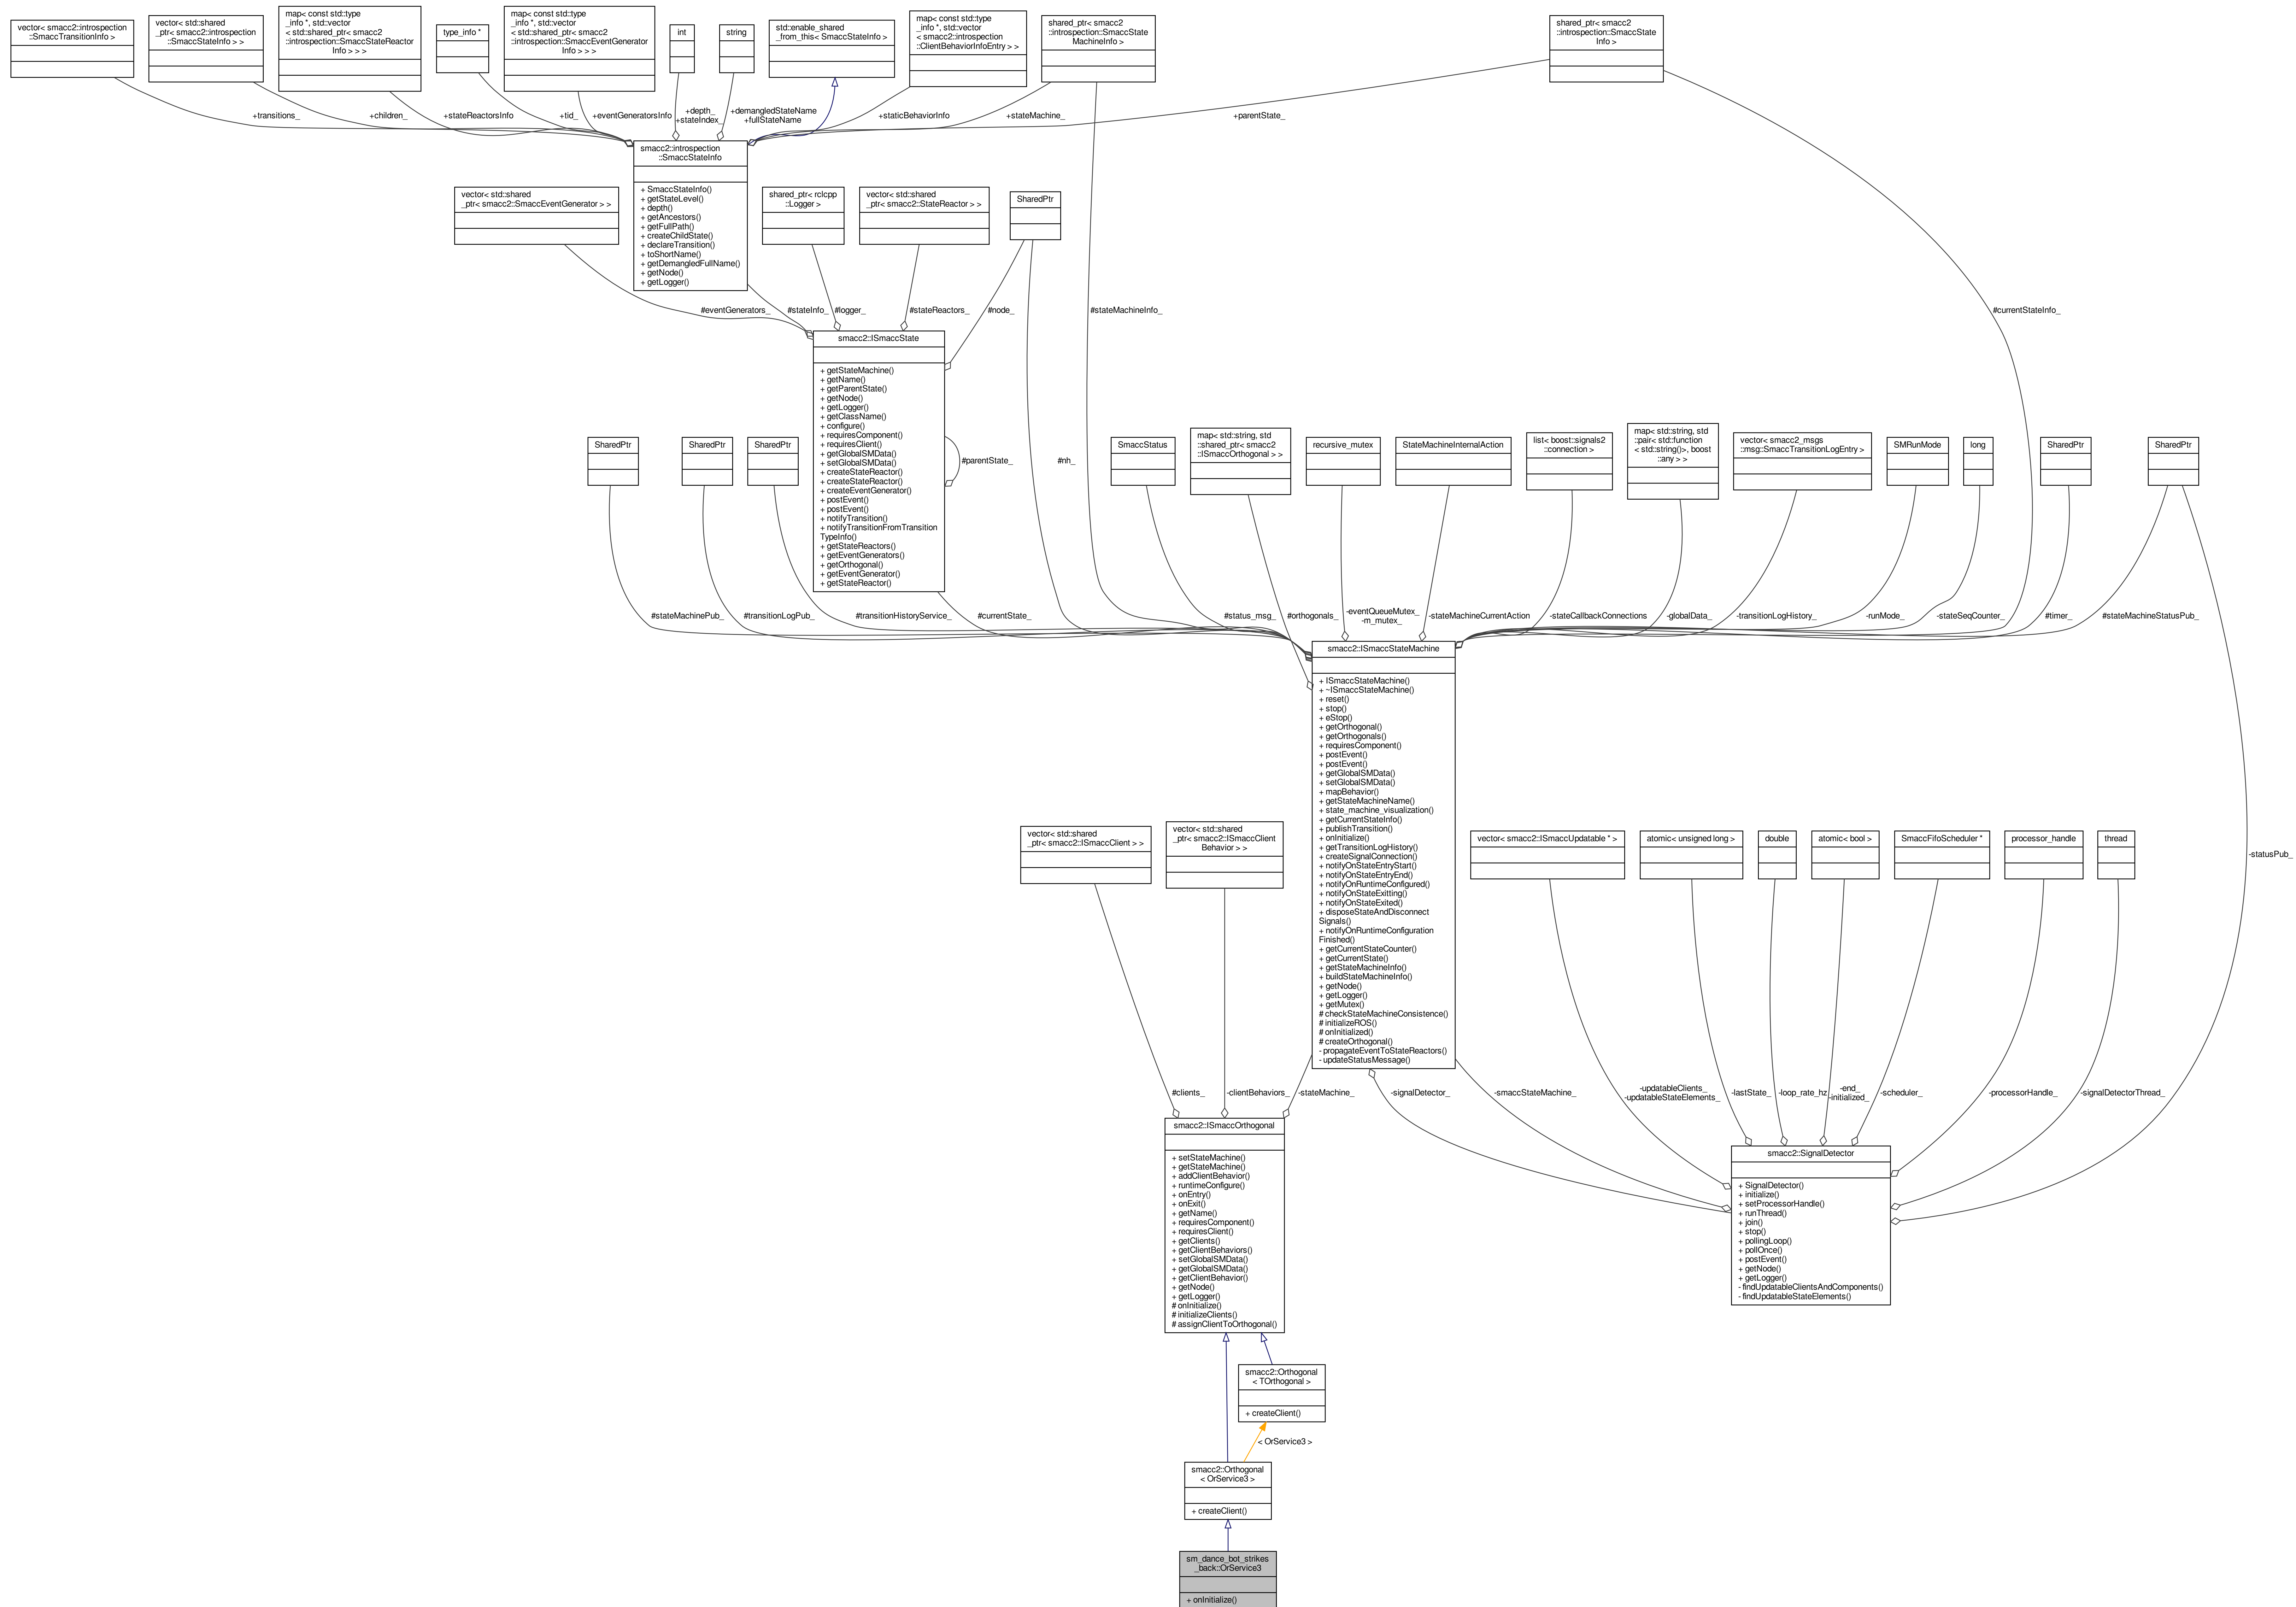 vector< smacc2::introspection
::SmaccTransitionInfo >
vector< std::shared
_ptr< smacc2::introspection
::SmaccStateInfo > >
map< const std::type
_info *, std::vector
< std::shared_ptr< smacc2
::introspection::SmaccStateReactor
Info > > >
type_info *
map< const std::type
_info *, std::vector
< std::shared_ptr< smacc2
::introspection::SmaccEventGenerator
Info > > >
int
string
std::enable_shared
_from_this< SmaccStateInfo >
map< const std::type
_info *, std::vector
< smacc2::introspection
::ClientBehaviorInfoEntry > >
shared_ptr< smacc2
::introspection::SmaccState
MachineInfo >
shared_ptr< smacc2
::introspection::SmaccState
Info >
+transitions_
+children_
+stateReactorsInfo
+tid_
+eventGeneratorsInfo
+depth_
+stateIndex_
+demangledStateName
+fullStateName
+staticBehaviorInfo
+stateMachine_
+parentState_
smacc2::introspection
::SmaccStateInfo
+ SmaccStateInfo()
+ getStateLevel()
+ depth()
+ getAncestors()
+ getFullPath()
+ createChildState()
+ declareTransition()
+ toShortName()
+ getDemangledFullName()
+ getNode()
+ getLogger()
vector< std::shared
_ptr< smacc2::SmaccEventGenerator > >
shared_ptr< rclcpp
::Logger >
vector< std::shared
_ptr< smacc2::StateReactor > >
SharedPtr
#eventGenerators_
#stateInfo_
#logger_
#stateReactors_
#node_
#stateMachineInfo_
#currentStateInfo_
smacc2::ISmaccState
+ getStateMachine()
+ getName()
+ getParentState()
+ getNode()
+ getLogger()
+ getClassName()
+ configure()
+ requiresComponent()
+ requiresClient()
+ getGlobalSMData()
+ setGlobalSMData()
+ createStateReactor()
+ createStateReactor()
+ createEventGenerator()
+ postEvent()
+ postEvent()
+ notifyTransition()
+ notifyTransitionFromTransition
TypeInfo()
+ getStateReactors()
+ getEventGenerators()
+ getOrthogonal()
+ getEventGenerator()
+ getStateReactor()
#parentState_
#nh_
SharedPtr
SharedPtr
SharedPtr
SmaccStatus
map< std::string, std
::shared_ptr< smacc2
::ISmaccOrthogonal > >
recursive_mutex
StateMachineInternalAction
list< boost::signals2
::connection >
map< std::string, std
::pair< std::function
< std::string()>, boost
::any > >
vector< smacc2_msgs
::msg::SmaccTransitionLogEntry >
SMRunMode
long
SharedPtr
SharedPtr
#stateMachinePub_
#transitionLogPub_
#transitionHistoryService_
#currentState_
#status_msg_
#orthogonals_
-eventQueueMutex_
-m_mutex_
-stateMachineCurrentAction
-stateCallbackConnections
-globalData_
-transitionLogHistory_
-runMode_
-stateSeqCounter_
#timer_
#stateMachineStatusPub_
smacc2::ISmaccStateMachine
+ ISmaccStateMachine()
+ ~ISmaccStateMachine()
+ reset()
+ stop()
+ eStop()
+ getOrthogonal()
+ getOrthogonals()
+ requiresComponent()
+ postEvent()
+ postEvent()
+ getGlobalSMData()
+ setGlobalSMData()
+ mapBehavior()
+ getStateMachineName()
+ state_machine_visualization()
+ getCurrentStateInfo()
+ publishTransition()
+ onInitialize()
+ getTransitionLogHistory()
+ createSignalConnection()
+ notifyOnStateEntryStart()
+ notifyOnStateEntryEnd()
+ notifyOnRuntimeConfigured()
+ notifyOnStateExitting()
+ notifyOnStateExited()
+ disposeStateAndDisconnect
Signals()
+ notifyOnRuntimeConfiguration
Finished()
+ getCurrentStateCounter()
+ getCurrentState()
+ getStateMachineInfo()
+ buildStateMachineInfo()
+ getNode()
+ getLogger()
+ getMutex()
# checkStateMachineConsistence()
# initializeROS()
# onInitialized()
# createOrthogonal()
- propagateEventToStateReactors()
- updateStatusMessage()
vector< std::shared
_ptr< smacc2::ISmaccClient > >
vector< std::shared
_ptr< smacc2::ISmaccClient
Behavior > >
vector< smacc2::ISmaccUpdatable * >
atomic< unsigned long >
double
atomic< bool >
SmaccFifoScheduler *
processor_handle
thread
-statusPub_
#clients_
-clientBehaviors_
-stateMachine_
-signalDetector_
-smaccStateMachine_
-updatableClients_
-updatableStateElements_
-lastState_
-loop_rate_hz
-end_
-initialized_
-scheduler_
-processorHandle_
-signalDetectorThread_
smacc2::ISmaccOrthogonal
+ setStateMachine()
+ getStateMachine()
+ addClientBehavior()
+ runtimeConfigure()
+ onEntry()
+ onExit()
+ getName()
+ requiresComponent()
+ requiresClient()
+ getClients()
+ getClientBehaviors()
+ setGlobalSMData()
+ getGlobalSMData()
+ getClientBehavior()
+ getNode()
+ getLogger()
# onInitialize()
# initializeClients()
# assignClientToOrthogonal()
smacc2::SignalDetector
+ SignalDetector()
+ initialize()
+ setProcessorHandle()
+ runThread()
+ join()
+ stop()
+ pollingLoop()
+ pollOnce()
+ postEvent()
+ getNode()
+ getLogger()
- findUpdatableClientsAndComponents()
- findUpdatableStateElements()
smacc2::Orthogonal
< TOrthogonal >
+ createClient()
< OrService3 >
smacc2::Orthogonal
< OrService3 >
+ createClient()
sm_dance_bot_strikes
_back::OrService3
+ onInitialize()